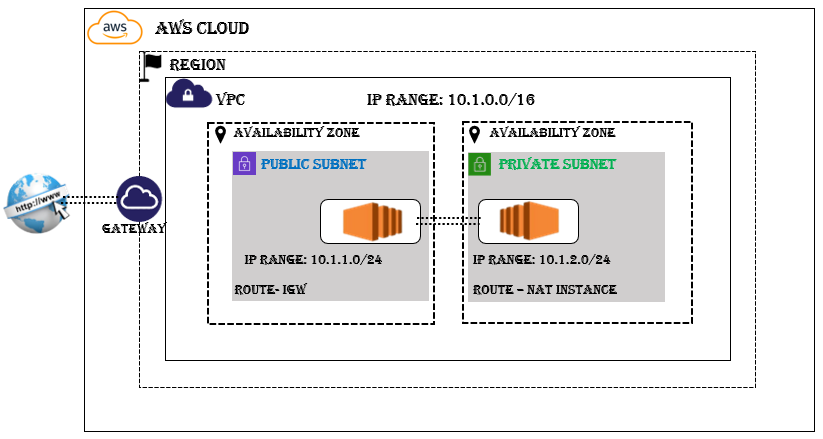 aws
AWS CLOUD
REGION
VPC
IP RANGE: 10.1.0.0/16
AVAILABILITY ZONE
AVAILABILITY ZONE
PUBLIC SUBNET
PRIVATE SUBNET
http://www
GATEWAY
IP RANGE: 10.1.1.0/24
IP RANGE: 10.1.2.0/24
ROUTE- IGW
ROUTE – NAT INSTANCE